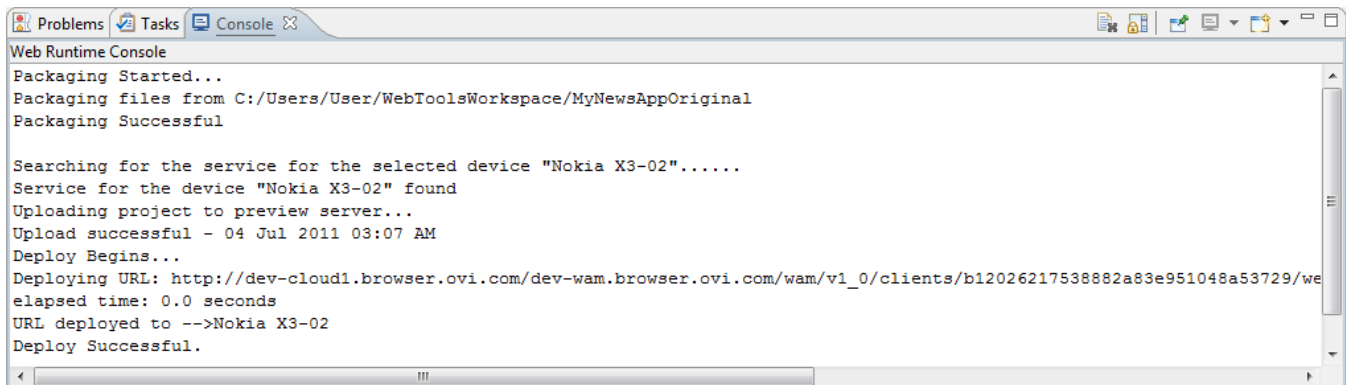 Problems Tasks Console
Web Runtime Console
Packaging Started...
Packaging files from C:/Users/User/WebToolsWorkspace/MyNewsAppOriginal
Packaging Successful
Searching for the service for the selected device "Nokia X3-02"......
Service for the device "Nokia X3-02" found
Uploading project to preview server...
Upload successful - 04 Jul 2011 03:07 AM
Deploy Begins...
Deploying URL: http://dev-cloud1.browser.ovi.com/dev-wam.browser.ovi.com/wam/v1_0/clients/b12026217538882a83e951048a53729/we
elapsed time: 0.0 seconds
URL deployed to -->Nokia X3-02
Deploy Successful.